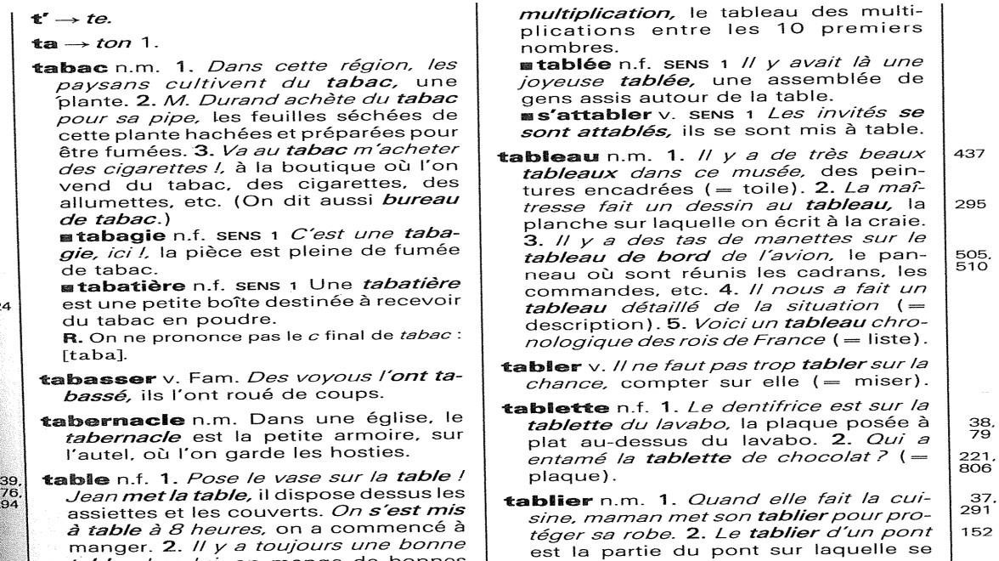 t' → te.
ta → ton 1.
tabac n.m. 1. Dans cette région, les
paysans cultivent du tabac, une
plante. 2. M. Durand achète du tabac
pour sa pipe, les feuilles séchées de
cette plante hachées et préparées pour
être fumées. 3. Va au tabac m'acheter
des cigarettes !, à la boutique où l'on
vend du tabac, des cigarettes, des
allumettes, etc. (On dit aussi bureau
de tabac.)
■ tabagie n.f. SENS 1 C'est une taba-
gie, ici !, la pièce est pleine de fumée
de tabac.
■ tabatière n.f. SENS 1 Une tabatière
est une petite boîte destinée à recevoir
du tabac en poudre.
R. On ne prononce pas le c final de tabac :
[taba].
tabasser v. Fam. Des voyous l'ont ta-
bassé, ils l'ont roué de coups.
tabernacle n.m. Dans une église, le
tabernacle est la petite armoire, sur
l'autel, où l'on garde les hosties.
table n.f. 1. Pose le vase sur la table !
Jean met la table, il dispose dessus les
assiettes et les couverts. On s'est mis
à table à 8 heures, on a commencé à
manger. 2. Il y a toujours une bonne
multiplication, le tableau des multi-
plications entre les 10 premiers
nombres.
■ tablée n.f. SENS 1 Il y avait là une
joyeuse tablée, une assemblée de
gens assis autour de la table.
■ s'attabler v. SENS 1 Les invités se
sont attablés, ils se sont mis à table.
tableau n.m. 1. Il y a de très beaux 437
tableaux dans ce musée, des pein-
tures encadrées (= toile). 2. La maî-
tresse fait un dessin au tableau, la 295
planche sur laquelle on écrit à la craie.
3. Il y a des tas de manettes sur le
tableau de bord de l'avion, le pan- 505,
neau où sont réunis les cadrans, les 510
commandes, etc. 4. Il nous a fait un
tableau détaillé de la situation (=
description). 5. Voici un tableau chro-
nologique des rois de France (= liste).
tabler v. Il ne faut pas trop tabler sur la
chance, compter sur elle (= miser).
tablette n.f. 1. Le dentifrice est sur la
tablette du lavabo, la plaque posée à 38,
plat au-dessus du lavabo. 2. Qui a 79
entamé la tablette de chocolat ? (= 221,
plaque). 806
tablier n.m. 1. Quand elle fait la cui- 37,
sine, maman met son tablier pour pro- 291
téger sa robe. 2. Le tablier d'un pont 152
est la partie du pont sur laquelle se